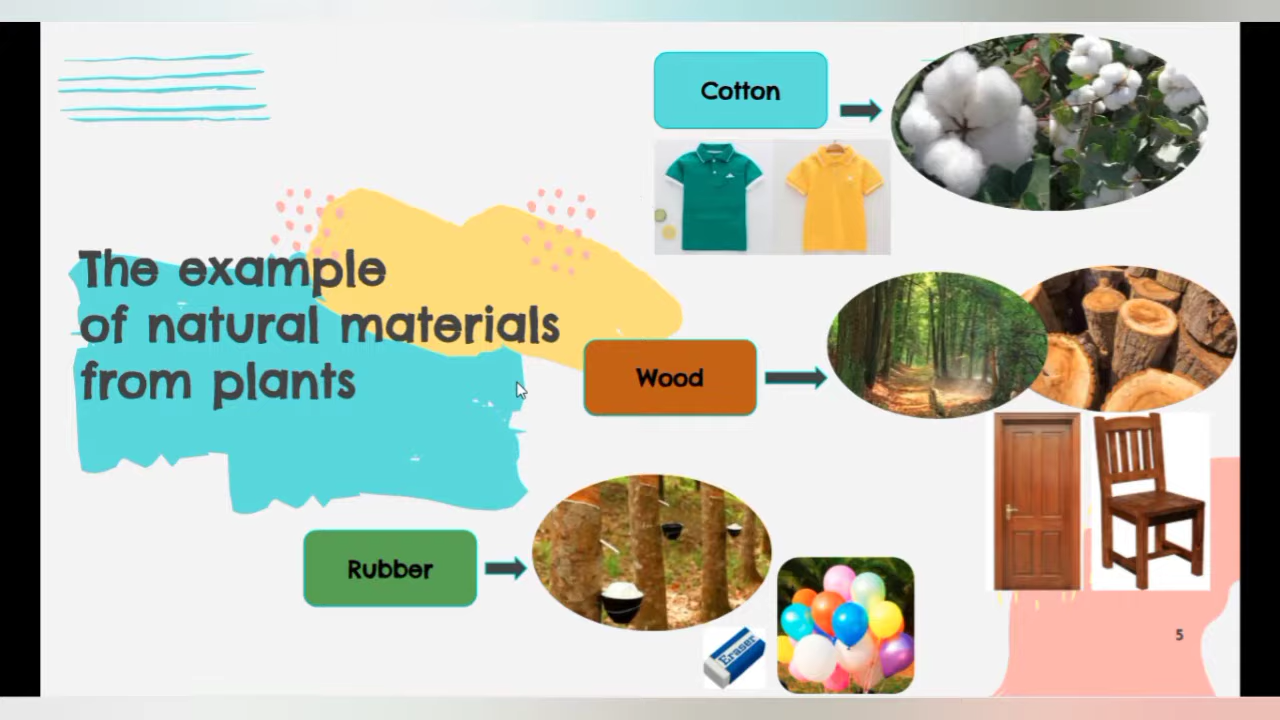 Cotton
The example
of natural materials
from plants
Wood
Rubber
Eraser
5